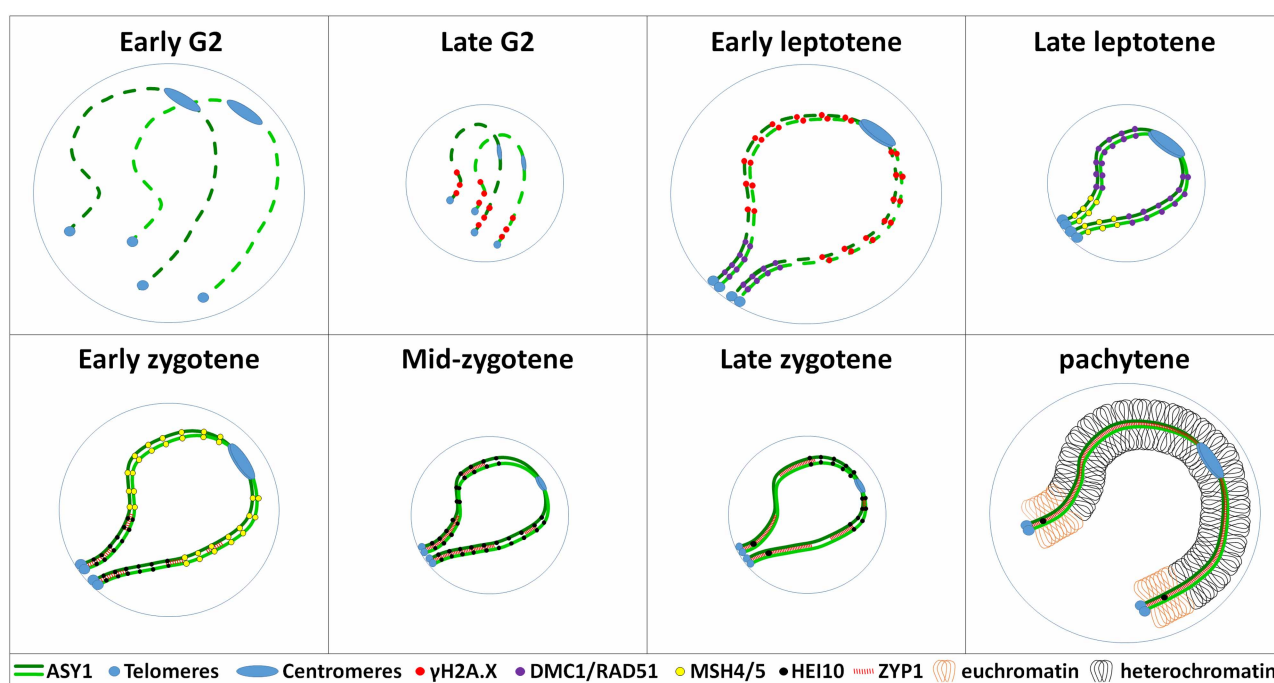 Early G2
Late G2
Early leptotene
Late leptotene
Early zygotene
Mid-zygotene
Late zygotene
pachytene
ASY1 Telomeres Centromeres γH2A.X DMC1/RAD51 MSH4/5 HEI10 ZYP1 euchromatin heterochromatin